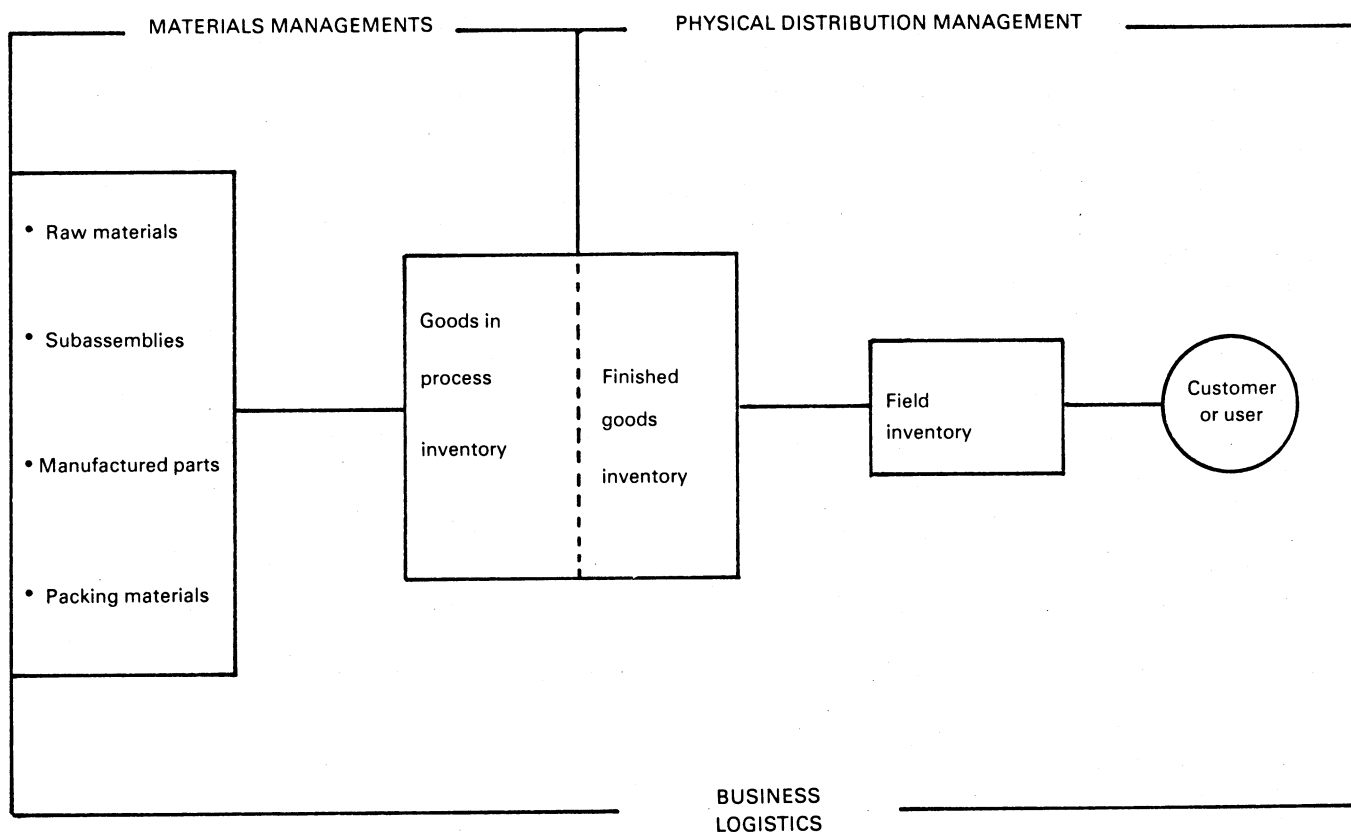 MATERIALS MANAGEMENTS
PHYSICAL DISTRIBUTION MANAGEMENT
• Raw materials
• Subassemblies
• Manufactured parts
• Packing materials
Goods in
process
inventory
Finished
goods
inventory
Field
inventory
Customer
or user
BUSINESS
LOGISTICS